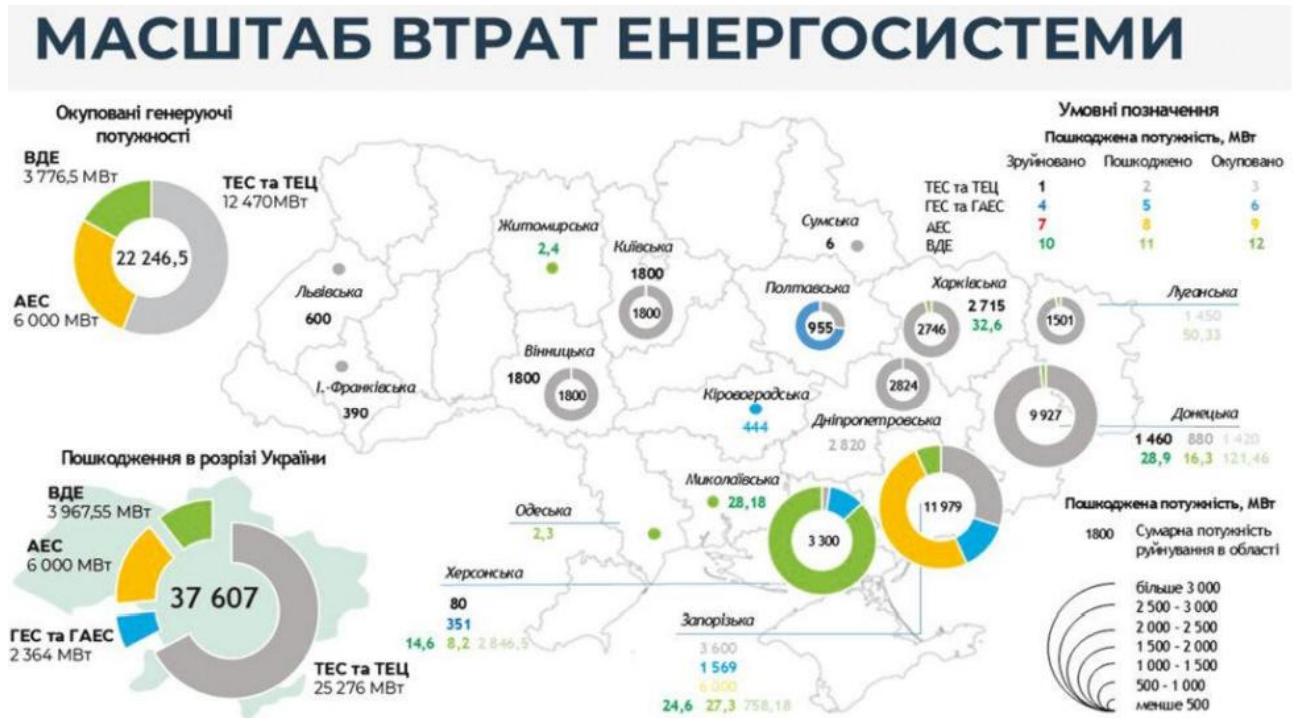 МАСШТАБ ВТРАТ ЕНЕРГОСИСТЕМИ
Окуповані генеруючі
потужності
ВДЕ
3 776,5 МВт
ТЕС та ТЕЦ
12 470МВт
22 246,5
АЕС
6 000 МВт
Умовні позначення
Пошкоджена потужність, МВт
Зруйновано Пошкоджено Окуповано
ТЕС та ТЕЦ 1 2 3
ГЕС та ГАЕС 4 5 6
АЕС 7 8 9
ВДЕ 10 11 12
Житомирська
2,4
Київська
1800
1800
Сумська
6
Львівська
600
Полтавська
955
Харківська
2 715
32,6
2746
Луганська
1 450
50,33
1501
Вінницька
1800
1800
І.-Франківська
390
Кіровоградська
444
2824
Дніпропетровська
2 820
9 927
Донецька
1 460 880 1 420
28,9 16,3 121,46
Пошкодження в розрізі України
ВДЕ
3 967,55 МВт
АЕС
6 000 МВт
37 607
ГЕС та ГАЕС
2 364 МВт
ТЕС та ТЕЦ
25 276 МВт
Миколаївська
28,18
Одеська
2,3
3 300
11 979
Херсонська
80
351
14,6 8,2 2 846,5
Запорізька
3 600
1 569
6 000
24,6 27,3 758,18
Пошкоджена потужність, МВт
1800 Сумарна потужність
руйнування в області
більше 3 000
2 500 - 3 000
2 000 - 2 500
1 500 - 2 000
1 000 - 1 500
500 - 1 000
менше 500